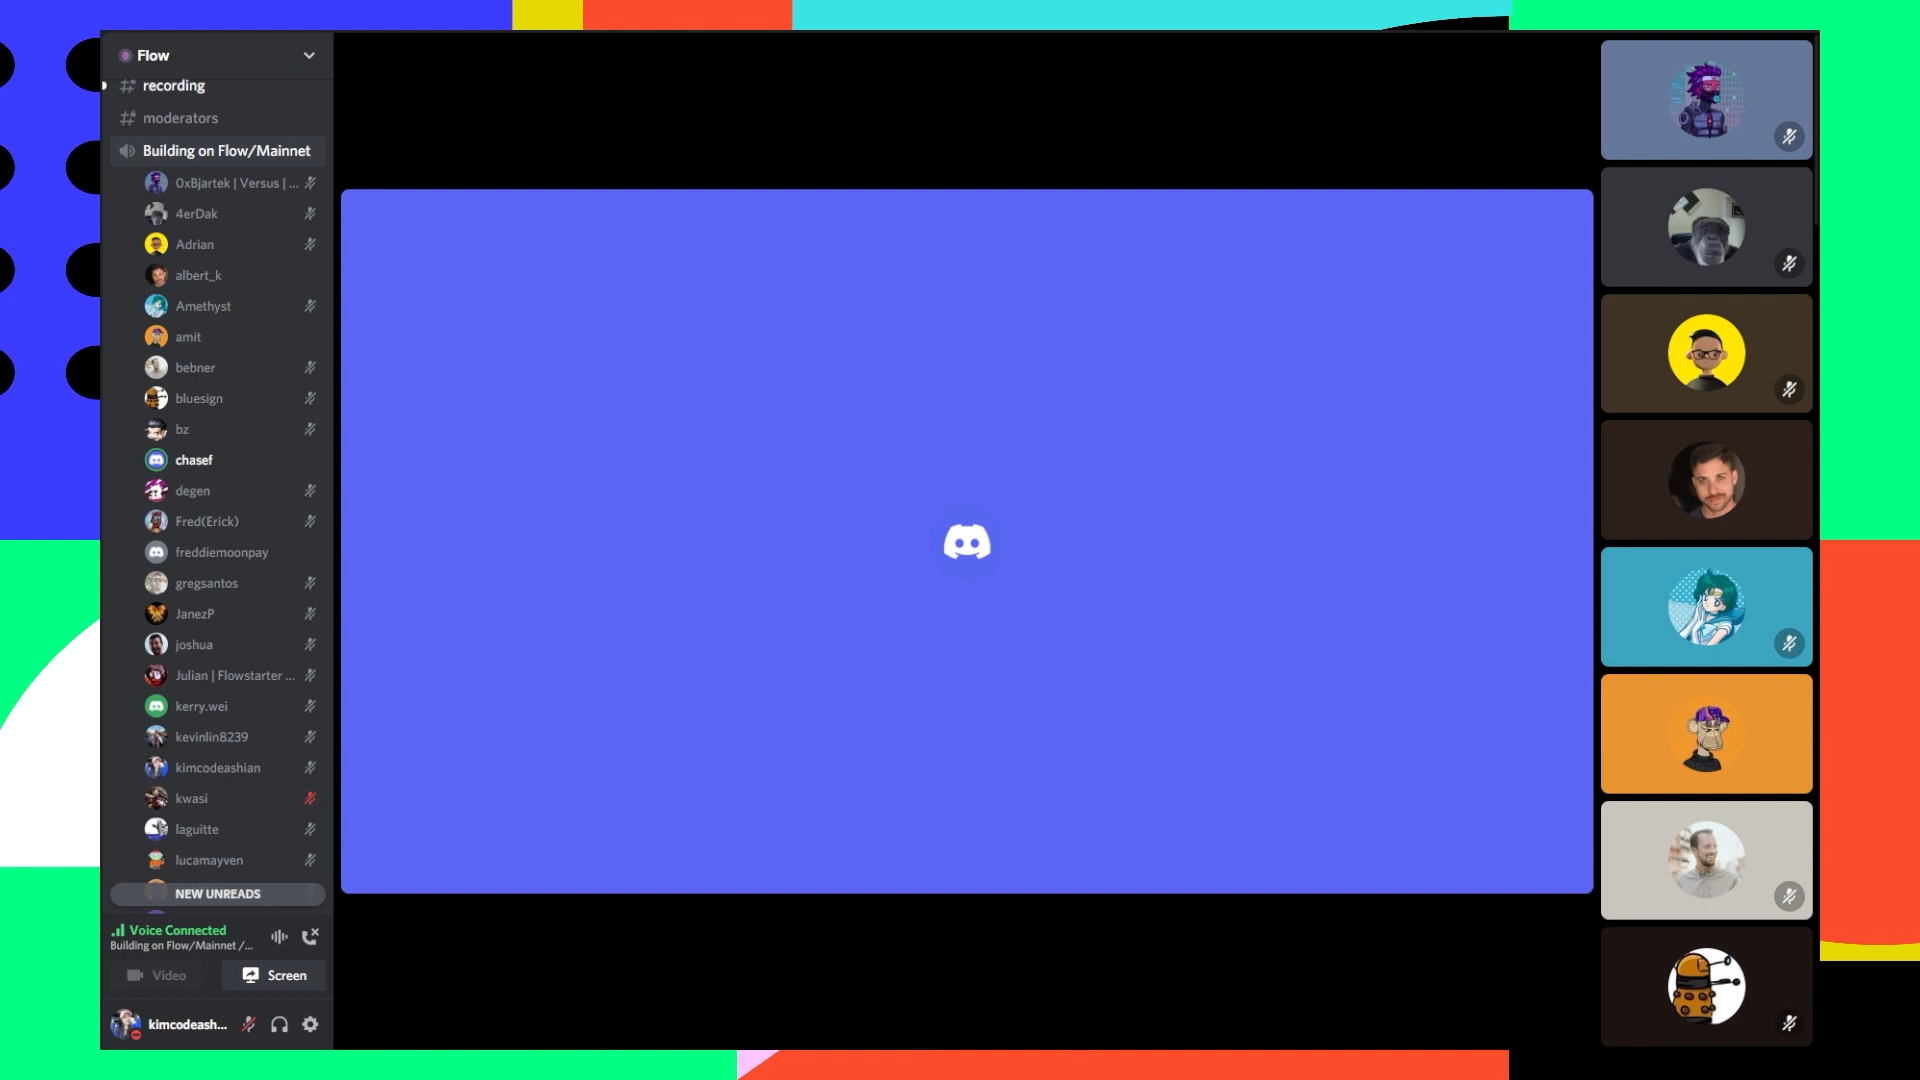 Flow
recording
moderators
Building on Flow/Mainnet
0xBjartek | Versus | ...
4erDak
Adrian
albert_k
Amethyst
amit
bebner
bluesign
bz
chasef
degen
Fred(Erick)
freddiemoonpay
gregsantos
JanezP
joshua
Julian | Flowstarter ...
kerry.wei
kevinlin8239
kimcodeashian
kwasi
laguitte
lucamayven
NEW UNREADS
Voice Connected
Building on Flow/Mainnet /...
Video
Screen
kimcodeash...